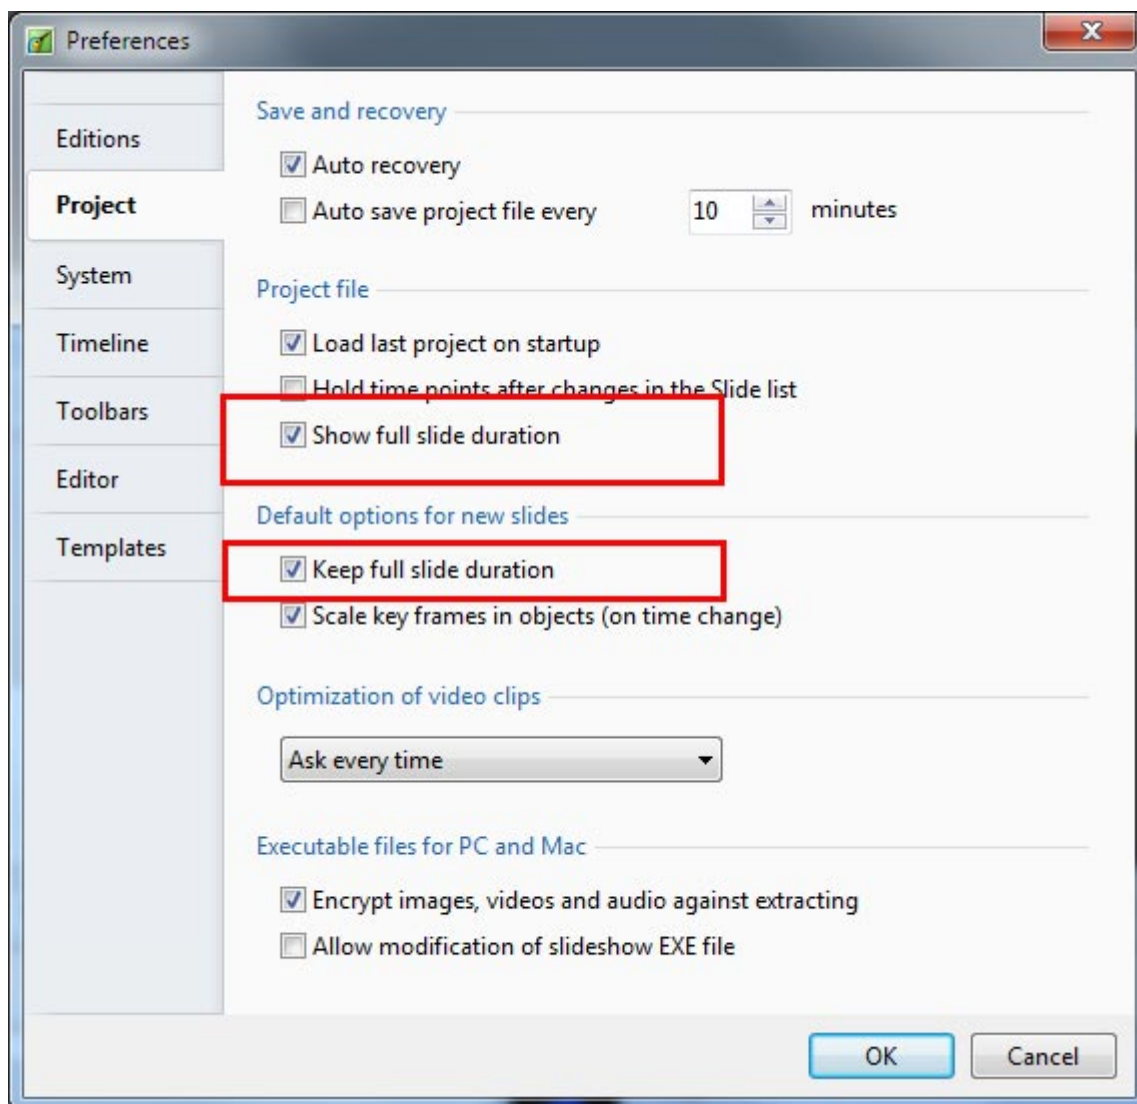 Preferences
Editions
Project
System
Timeline
Toolbars
Editor
Templates
Save and recovery
Auto recovery
Auto save project file every 10 minutes
Project file
Load last project on startup
Hold time points after changes in the Slide list
Show full slide duration
Default options for new slides
Keep full slide duration
Scale key frames in objects (on time change)
Optimization of video clips
Ask every time
Executable files for PC and Mac
Encrypt images, videos and audio against extracting
Allow modification of slideshow EXE file
OK Cancel